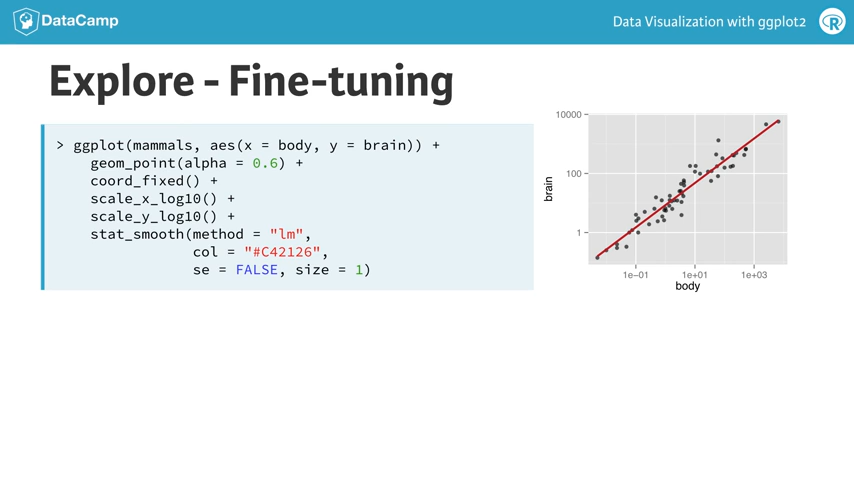 DataCamp
Data Visualization with ggplot2
R
Explore - Fine-tuning
> ggplot(mammals, aes(x = body, y = brain)) +
geom_point(alpha = 0.6) +
coord_fixed() +
scale_x_log10() +
scale_y_log10() +
stat_smooth(method = "lm",
col = "#C42126",
se = FALSE, size = 1)
10000
100
1
brain
1e−01 1e+01 1e+03
body